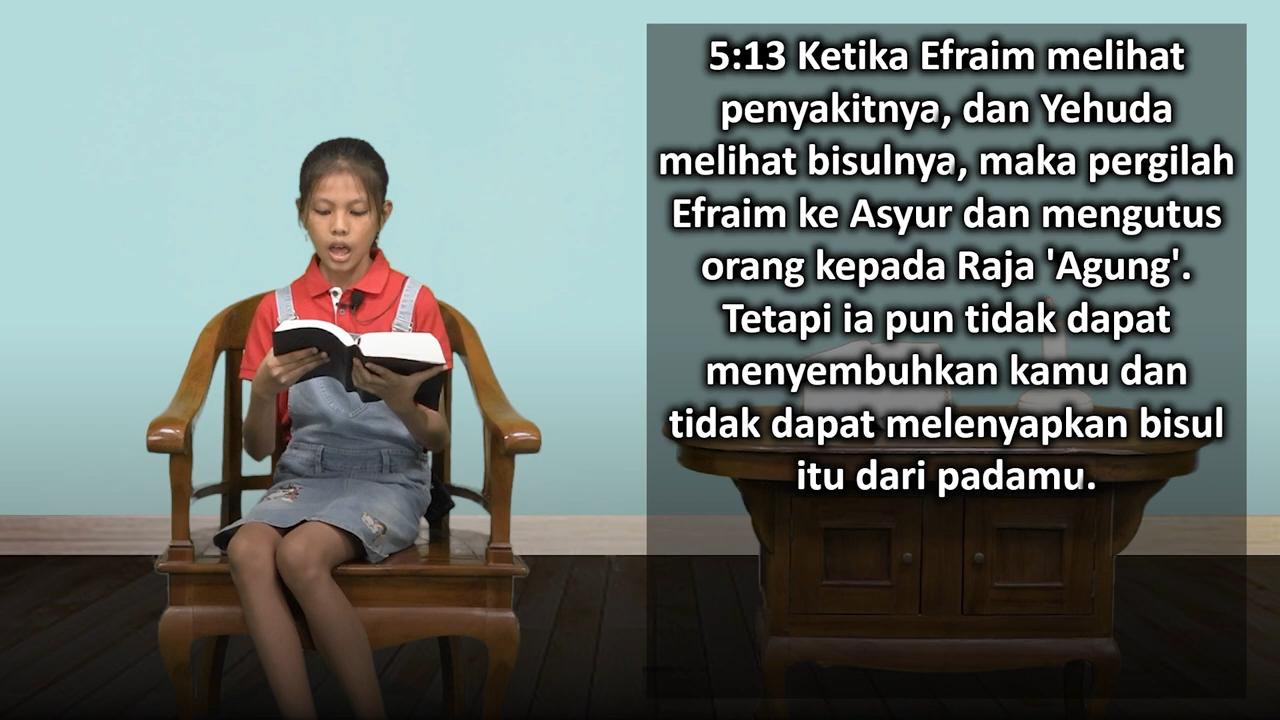 5:13 Ketika Efraim melihat
penyakitnya, dan Yehuda
melihat bisulnya, maka pergilah
Efraim ke Asyur dan mengutus
orang kepada Raja 'Agung'.
Tetapi ia pun tidak dapat
menyembuhkan kamu dan
tidak dapat melenyapkan bisul
itu dari padamu.